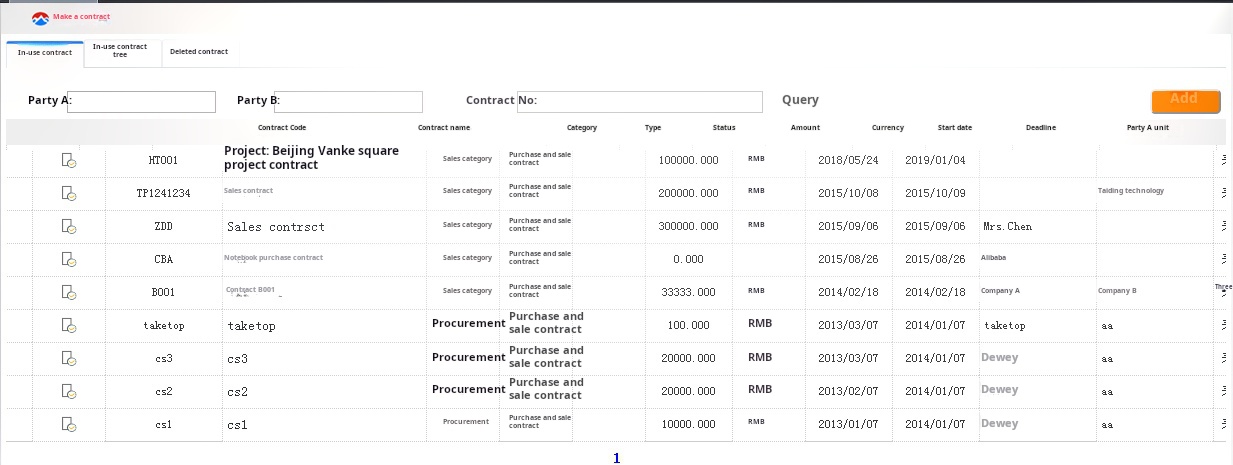 Make a contract
In-use contract
In-use contract
tree
Deleted contract
Party A:
Party B:
Contract No:
Query
Add
Contract Code
Contract name
Category
Type
Status
Amount
Currency
Start date
Deadline
Party A unit
HT001
Project: Beijing Vanke square
project contract
Sales category
Purchase and sale
contract
100000.000
RMB
2018/05/24
2019/01/04
TP1241234
Sales contract
Sales category
Purchase and sale
contract
200000.000
RMB
2015/10/08
2015/10/09
Taiding technology
ZDD
Sales contrsct
Sales category
Purchase and sale
contract
300000.000
RMB
2015/09/06
2015/09/06
Mrs.Chen
CBA
Notebook purchase contract
Sales category
Purchase and sale
contract
0.000
RMB
2015/08/26
2015/08/26
Alibaba
B001
Contract B001
Sales category
Purchase and sale
contract
33333.000
RMB
2014/02/18
2014/02/18
Company A
Company B
Three
taketop
taketop
Procurement
Purchase and
sale contract
100.000
RMB
2013/03/07
2014/01/07
taketop
aa
cs3
cs3
Procurement
Purchase and
sale contract
20000.000
RMB
2013/03/07
2014/01/07
Dewey
aa
cs2
cs2
Procurement
Purchase and
sale contract
20000.000
RMB
2013/02/07
2014/01/07
Dewey
aa
cs1
cs1
Procurement
Purchase and sale
contract
10000.000
RMB
2013/01/07
2014/01/07
Dewey
aa
1